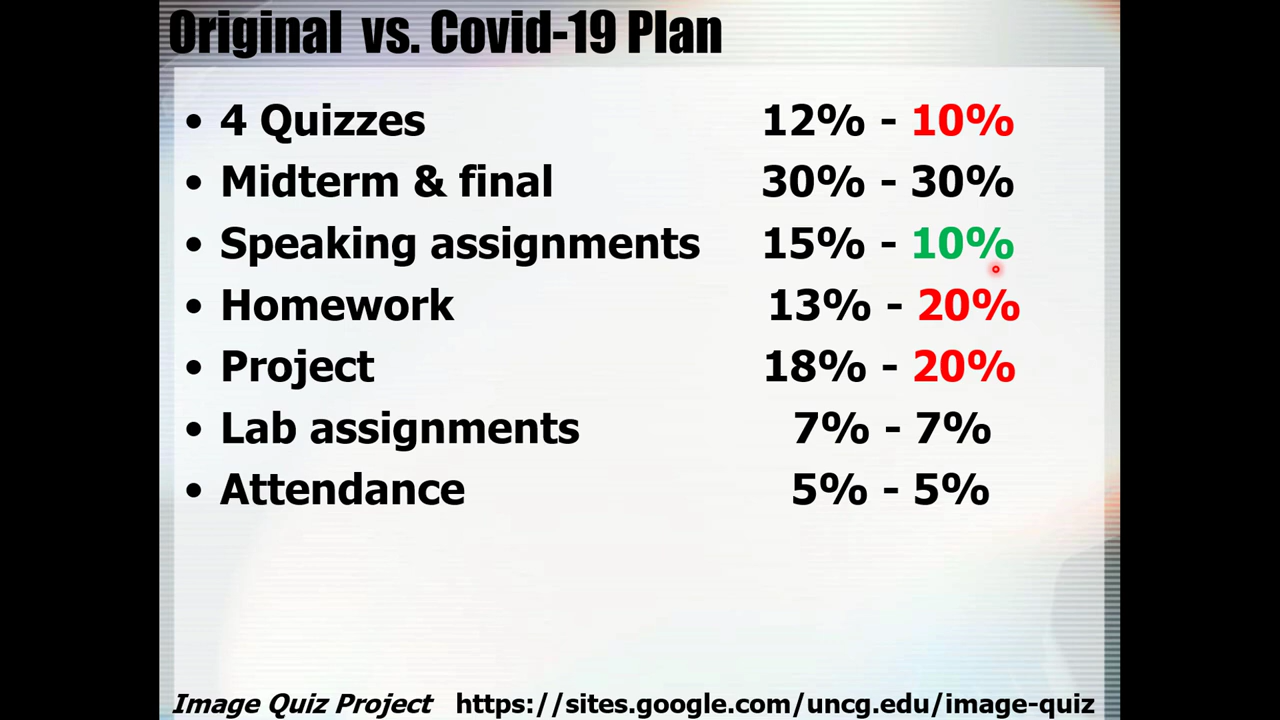 Original vs. Covid-19 Plan
• 4 Quizzes 12% - 10%
• Midterm & final 30% - 30%
• Speaking assignments 15% - 10%
• Homework 13% - 20%
• Project 18% - 20%
• Lab assignments 7% - 7%
• Attendance 5% - 5%
Image Quiz Project https://sites.google.com/uncg.edu/image-quiz